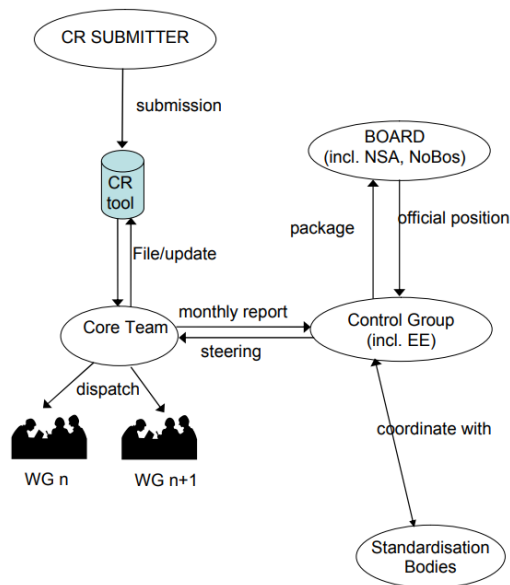 CR SUBMITTER
submission
BOARD
(incl. NSA, NoBos)
CR
tool
package
official position
File/update
Core Team
monthly report
steering
Control Group
(incl. EE)
dispatch
WG n
WG n+1
coordinate with
Standardisation
Bodies